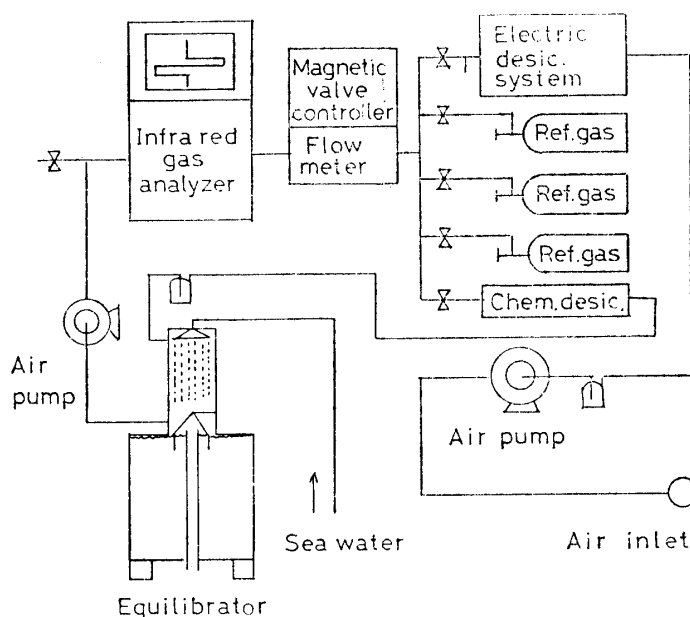 Electric
desic.
system
Magnetic
valve
controller
Infra red
gas
analyzer
Flow
meter
Ref.gas
Ref.gas
Ref.gas
Chem.desic.
Air
pump
Air pump
Sea water
Air inlet
Equilibrator